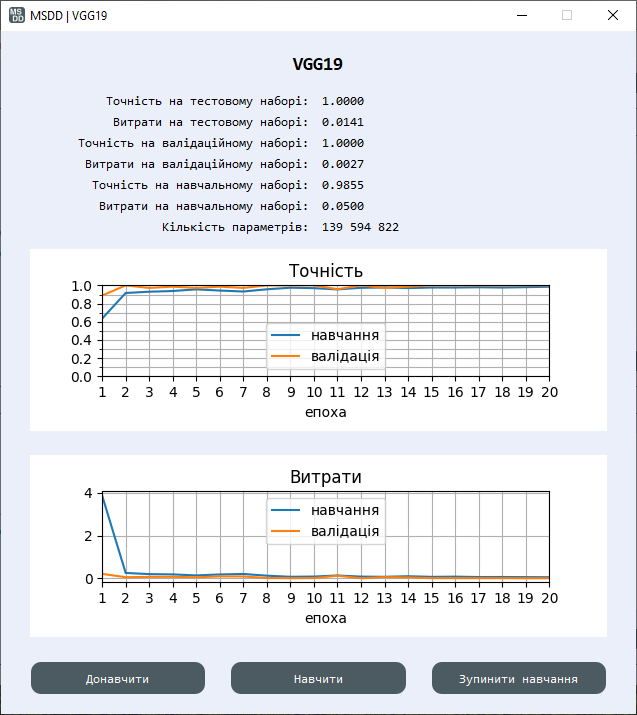 MS
DD
MSDD | VGG19
VGG19
Точність на тестовому наборі: 1.0000
Витрати на тестовому наборі: 0.0141
Точність на валідаційному наборі: 1.0000
Витрати на валідаційному наборі: 0.0027
Точність на навчальному наборі: 0.9855
Витрати на навчальному наборі: 0.0500
Кількість параметрів: 139 594 822
Точність
1.0
0.8
0.6
0.4
0.2
0.0
навчання
валідація
1 2 3 4 5 6 7 8 9 10 11 12 13 14 15 16 17 18 19 20
епоха
Витрати
4
2
0
навчання
валідація
1 2 3 4 5 6 7 8 9 10 11 12 13 14 15 16 17 18 19 20
епоха
Донавчити Навчити Зупинити навчання